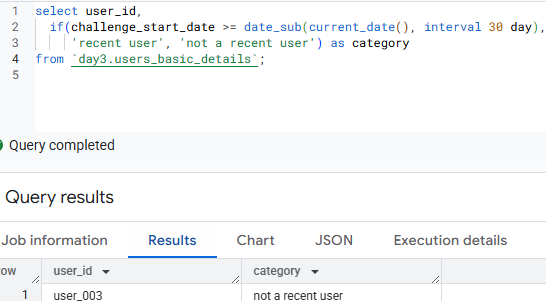 1 select user_id,
2 if(challenge_start_date >= date_sub(current_date(), interval 30 day),
3 'recent user', 'not a recent user') as category
4 from `day3.users_basic_details`;
5
Query completed
Query results
Job information Results Chart JSON Execution details
ow user_id category
1 user_003 not a recent user